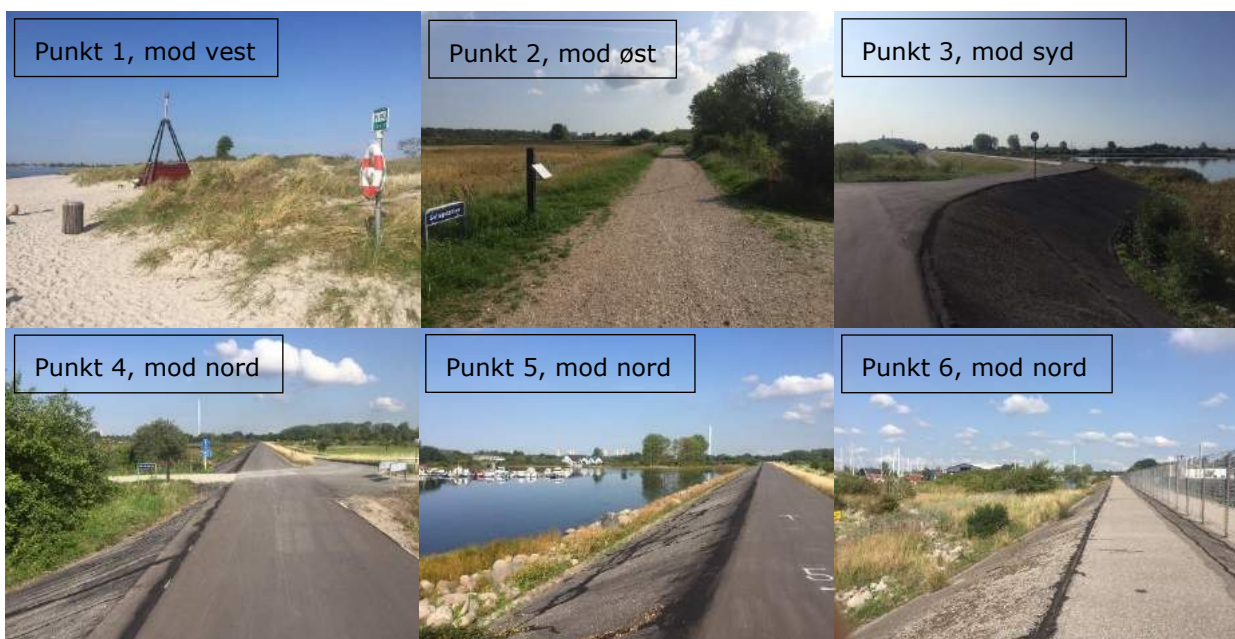 Punkt 1, mod vest
Punkt 2, mod øst
Punkt 3, mod syd
Punkt 4, mod nord
Punkt 5, mod nord
Punkt 6, mod nord